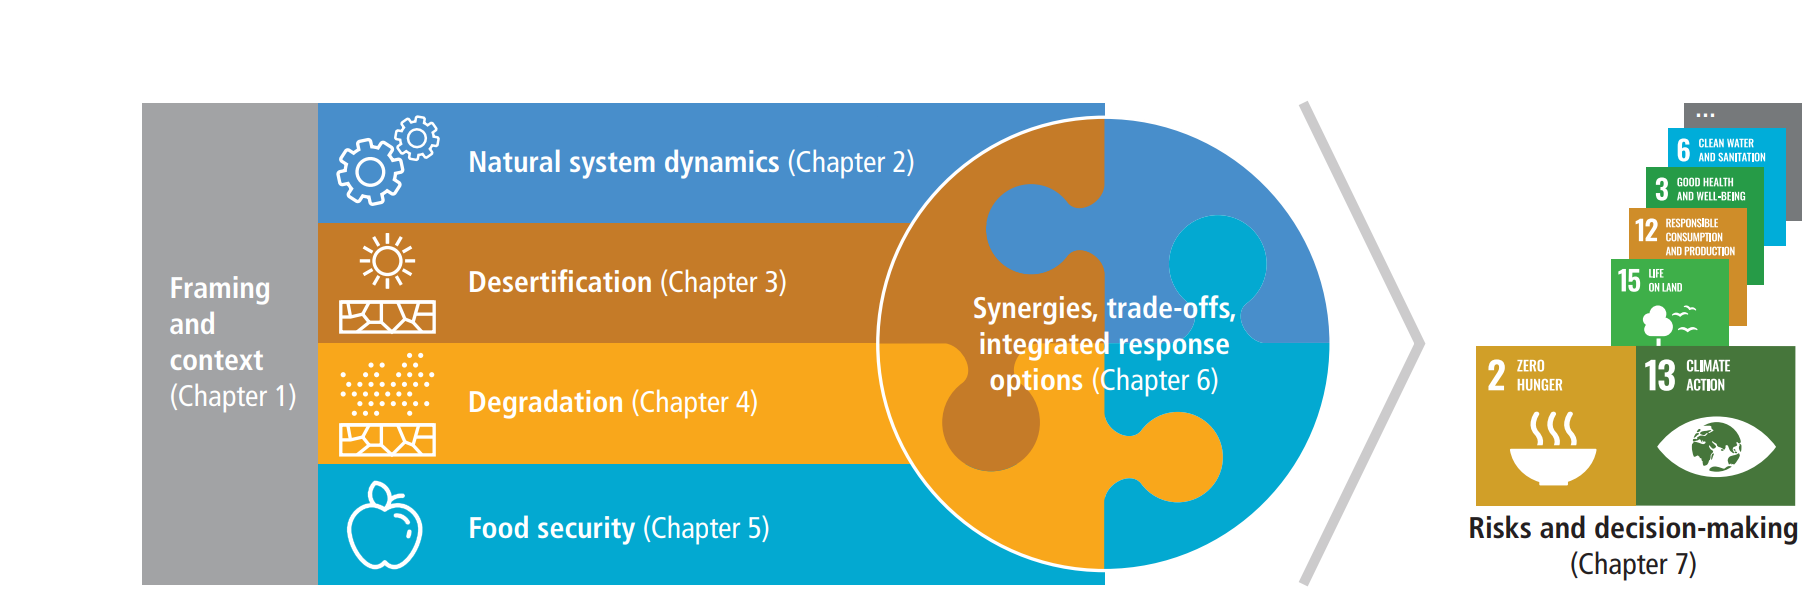 Framing
and
context
(Chapter 1)
Natural system dynamics (Chapter 2)
Desertification (Chapter 3)
Degradation (Chapter 4)
Food security (Chapter 5)
Synergies, trade-offs,
integrated response
options (Chapter 6)
...
6 CLEAN WATER
AND SANITATION
3 GOOD HEALTH
AND WELL-BEING
12 RESPONSIBLE
CONSUMPTION
AND PRODUCTION
15 LIFE
ON LAND
2 ZERO
HUNGER
13 CLIMATE
ACTION
Risks and decision-making
(Chapter 7)